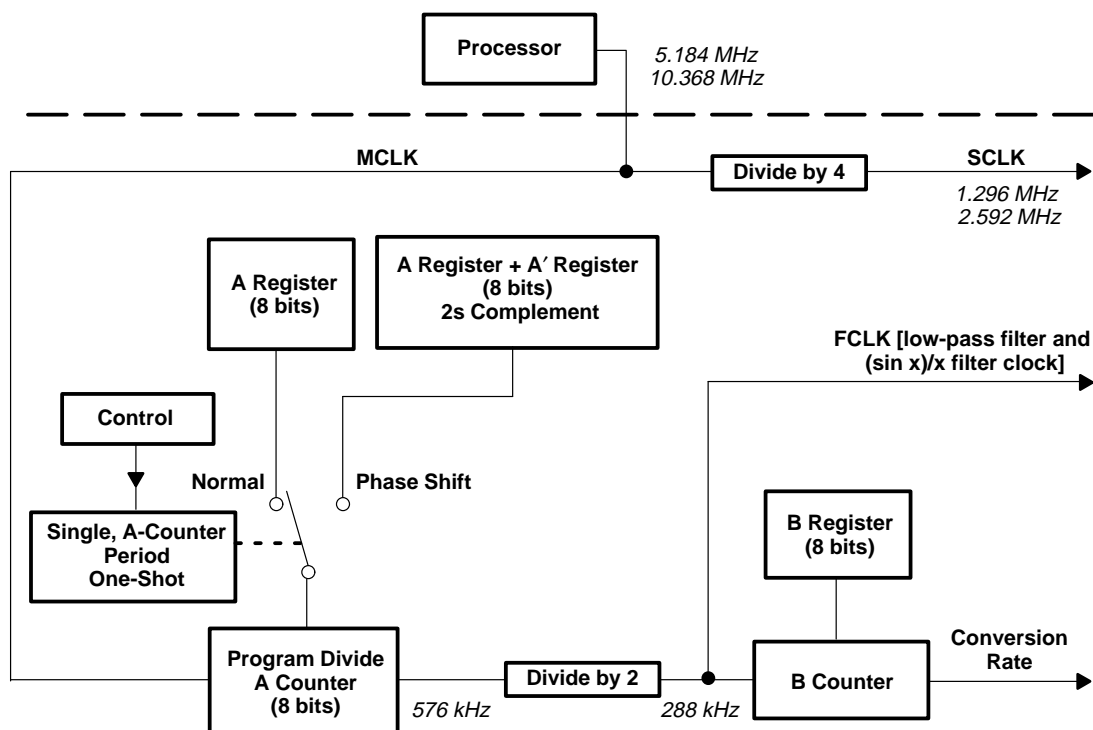 Processor
5.184 MHz
10.368 MHz
MCLK
Divide by 4
SCLK
1.296 MHz
2.592 MHz
A Register
(8 bits)
A Register + A′ Register
(8 bits)
2s Complement
FCLK [low-pass filter and
(sin x)/x filter clock]
Control
Normal
Phase Shift
Single, A-Counter
Period
One-Shot
B Register
(8 bits)
Program Divide
A Counter
(8 bits)
576 kHz
Divide by 2
288 kHz
B Counter
Conversion
Rate